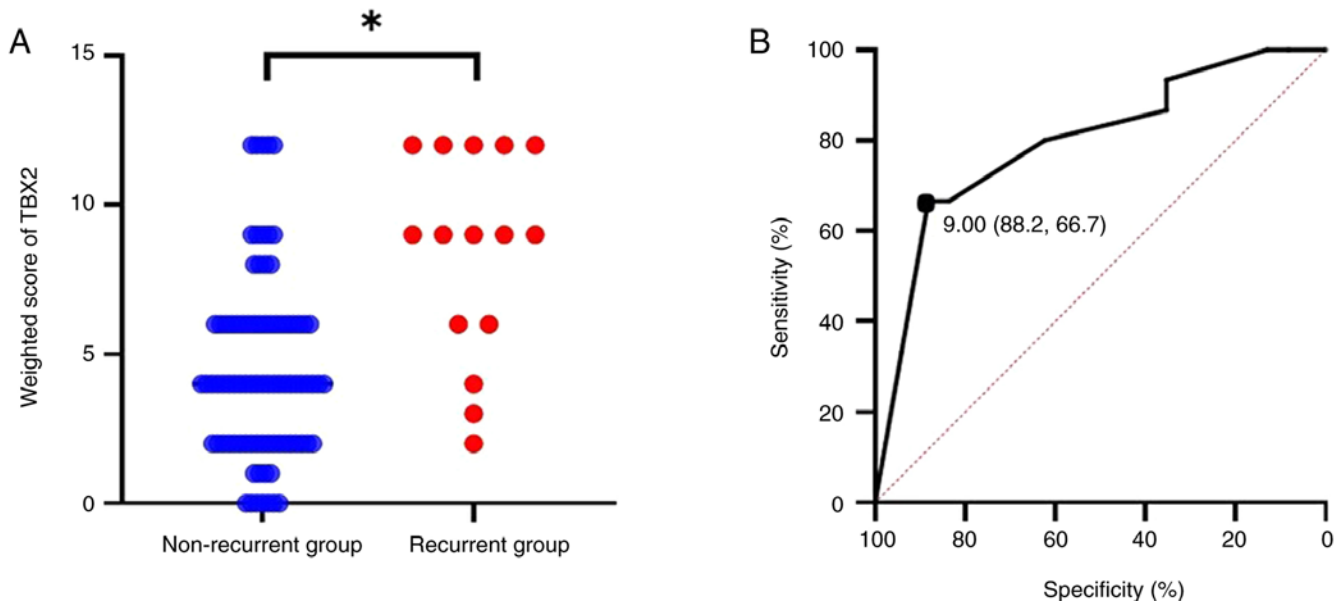 A
*
15
10
5
0
Weighted score of TBX2
Non-recurrent group
Recurrent group
B
100
80
60
40
20
0
Sensitivity (%)
9.00 (88.2, 66.7)
100 80 60 40 20 0
Specificity (%)